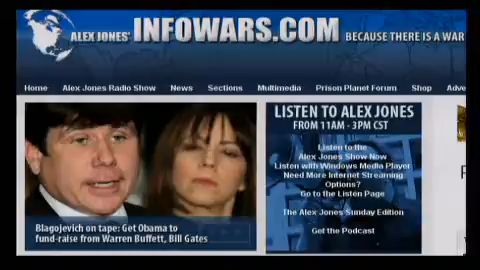 ALEX JONES' INFOWARS.COM BECAUSE THERE IS A WAR
Home Alex Jones Radio Show News Sections Multimedia Prison Planet Forum Shop Adve
LISTEN TO ALEX JONES
FROM 11AM - 3PM CST
Listen to the
Alex Jones Show Now
Listen with Windows Media Player
Need More Internet Streaming
Options?
Go to the Listen Page
The Alex Jones Sunday Edition
Get the Podcast
Blagojevich on tape: Get Obama to
fund-raise from Warren Buffett, Bill Gates